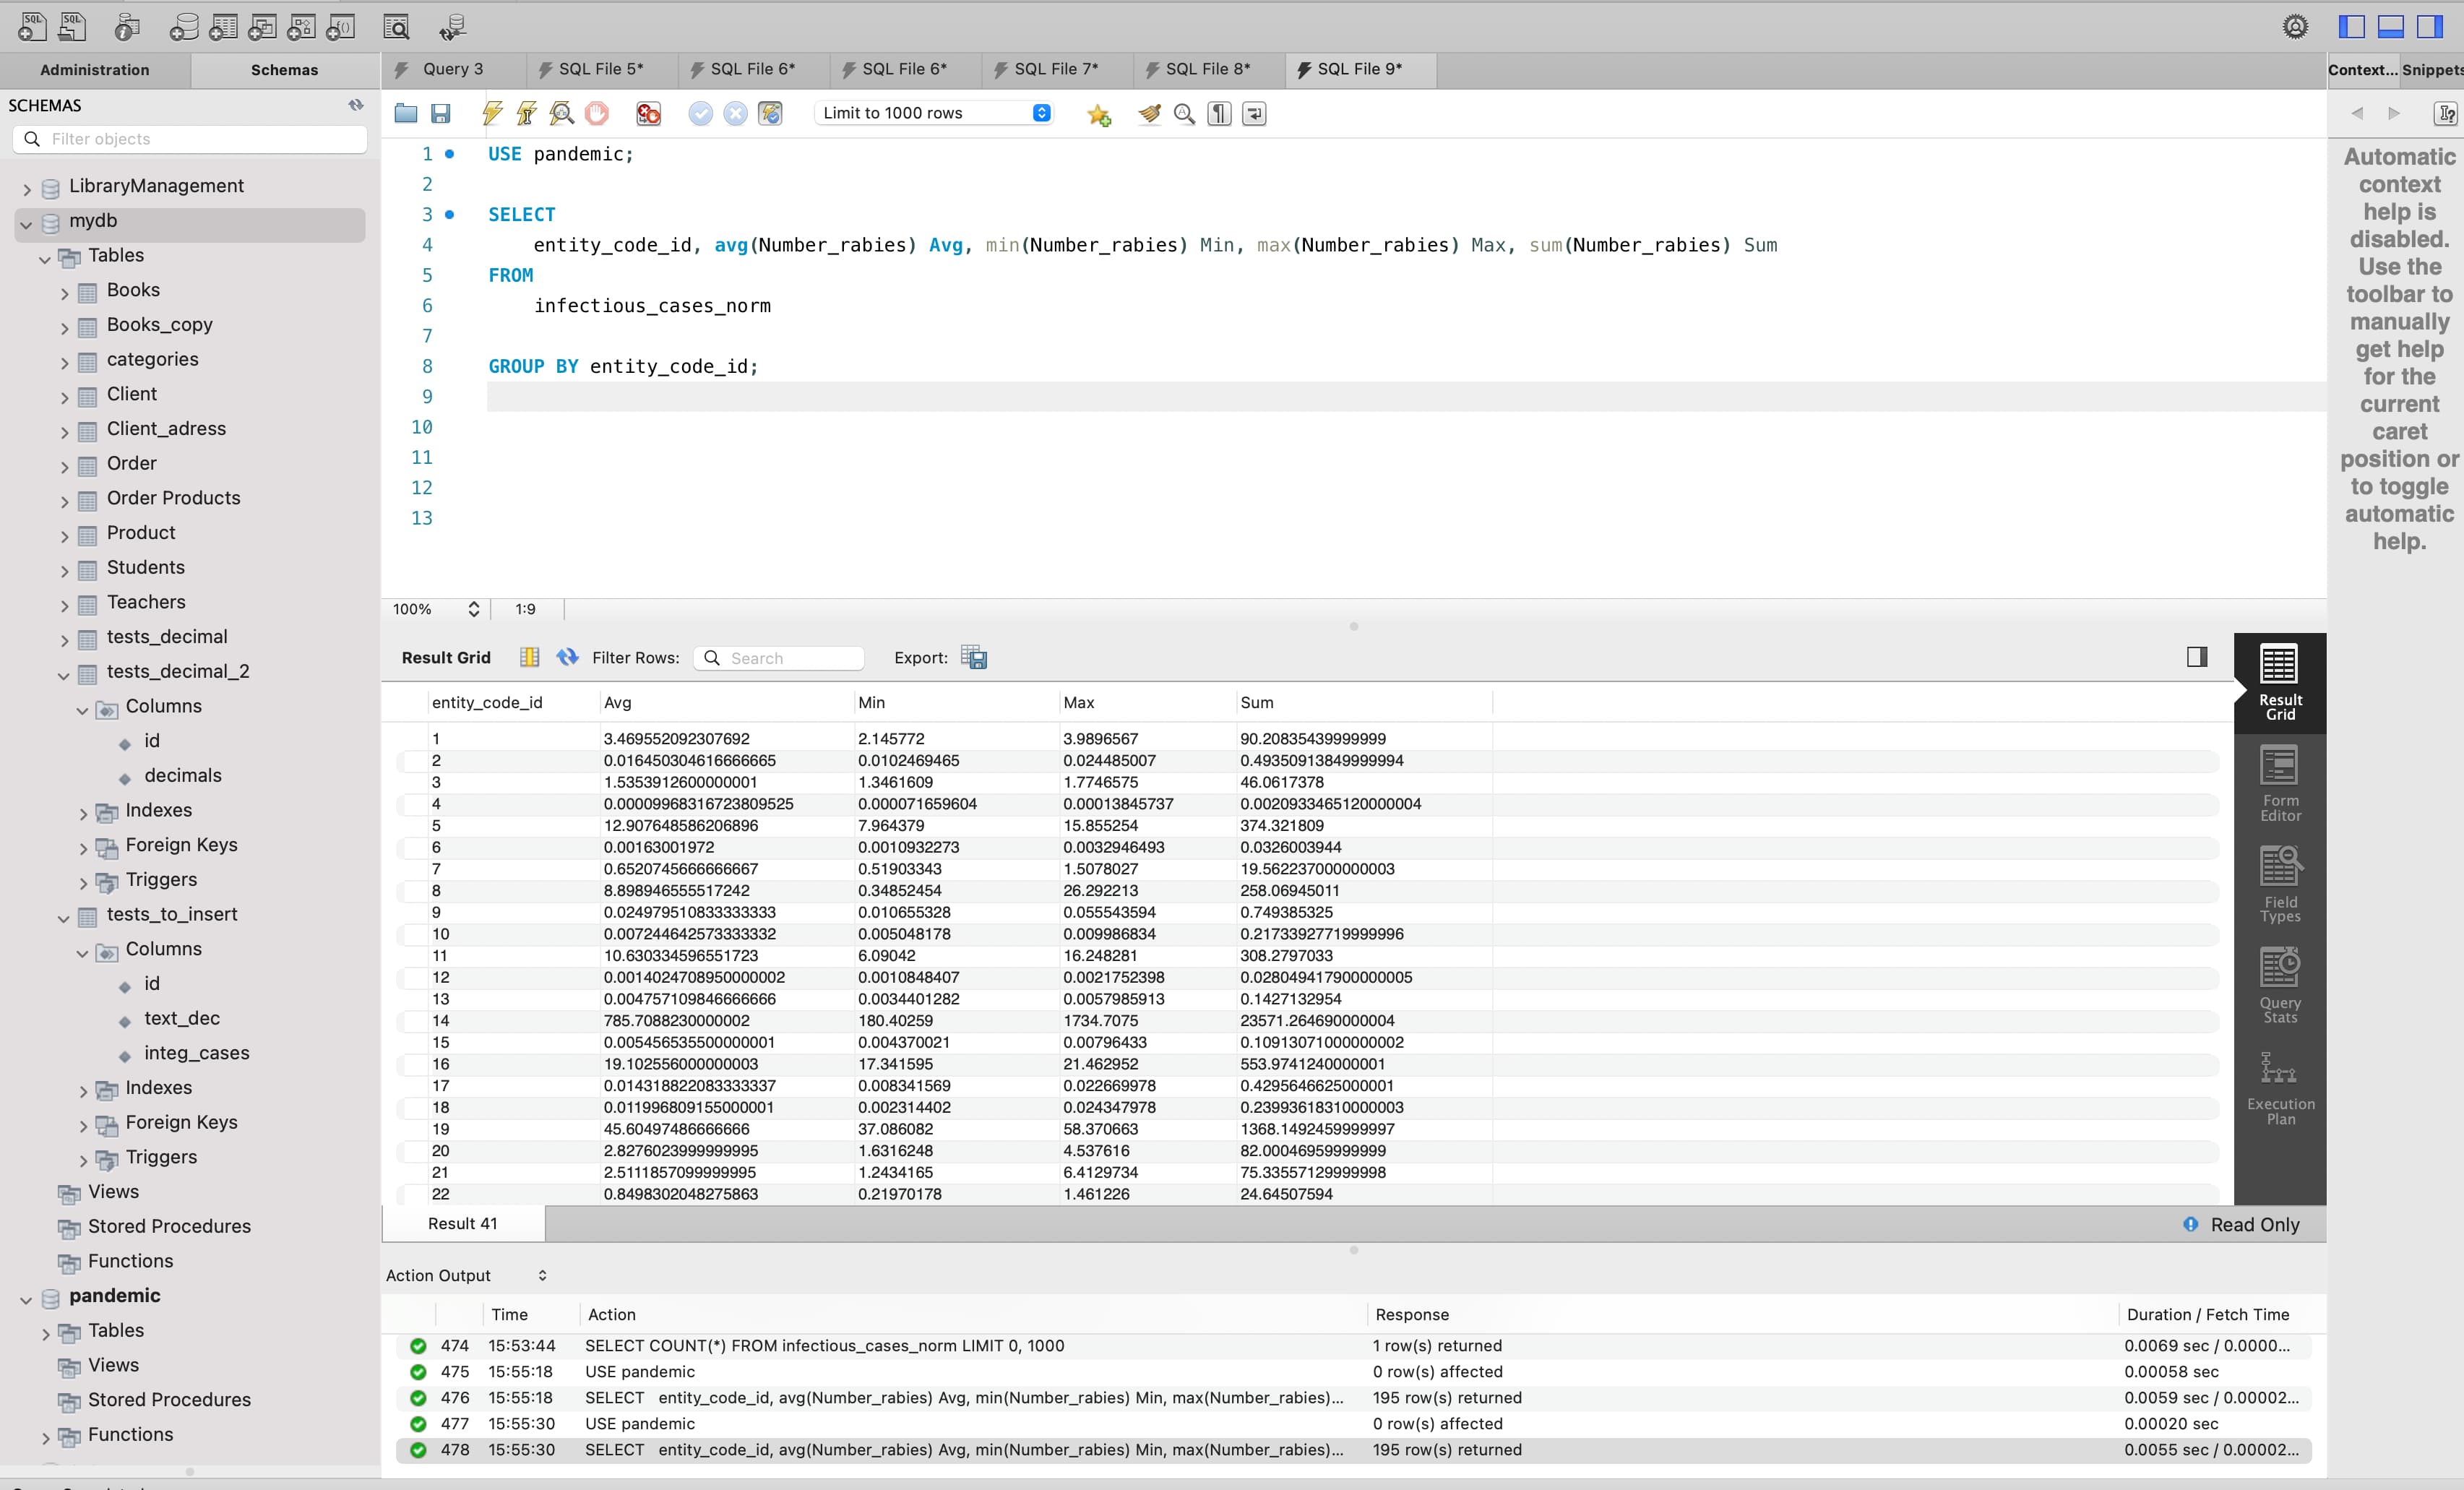 Administration Schemas Query 3 SQL File 5* SQL File 6* SQL File 6* SQL File 7* SQL File 8* SQL File 9* Context... Snippets
SCHEMAS
Filter objects
LibraryManagement
mydb
Tables
Books
Books_copy
categories
Client
Client_adress
Order
Order Products
Product
Students
Teachers
tests_decimal
tests_decimal_2
Columns
id
decimals
Indexes
Foreign Keys
Triggers
tests_to_insert
Columns
id
text_dec
integ_cases
Indexes
Foreign Keys
Triggers
Views
Stored Procedures
Functions
pandemic
Tables
Views
Stored Procedures
Functions
Limit to 1000 rows
1 USE pandemic;
2
3 SELECT
4 entity_code_id, avg(Number_rabies) Avg, min(Number_rabies) Min, max(Number_rabies) Max, sum(Number_rabies) Sum
5 FROM
6 infectious_cases_norm
7
8 GROUP BY entity_code_id;
9
10
11
12
13
100% 1:9
Result Grid Filter Rows: Search Export:
entity_code_id Avg Min Max Sum
1 3.469552092307692 2.145772 3.9896567 90.20835439999999
2 0.016450304616666665 0.0102469465 0.024485007 0.49350913849999994
3 1.5353912600000001 1.3461609 1.7746575 46.0617378
4 0.00009968316723809525 0.000071659604 0.00013845737 0.0020933465120000004
5 12.907648586206896 7.964379 15.855254 374.321809
6 0.00163001972 0.0010932273 0.0032946493 0.0326003944
7 0.6520745666666667 0.51903343 1.5078027 19.562237000000003
8 8.898946555517242 0.34852454 26.292213 258.06945011
9 0.024979510833333333 0.010655328 0.055543594 0.749385325
10 0.007244642573333332 0.005048178 0.009986834 0.21733927719999996
11 10.630334596551723 6.09042 16.248281 308.2797033
12 0.0014024708950000002 0.0010848407 0.0021752398 0.028049417900000005
13 0.004757109846666666 0.0034401282 0.0057985913 0.1427132954
14 785.7088230000002 180.40259 1734.7075 23571.264690000004
15 0.005456535500000001 0.004370021 0.00796433 0.10913071000000002
16 19.102556000000003 17.341595 21.462952 553.9741240000001
17 0.014318822083333337 0.008341569 0.022669978 0.4295646625000001
18 0.011996809155000001 0.002314402 0.024347978 0.23993618310000003
19 45.60497486666666 37.086082 58.370663 1368.1492459999997
20 2.8276023999999995 1.6316248 4.537616 82.00046959999999
21 2.5111857099999995 1.2434165 6.4129734 75.33557129999998
22 0.8498302048275863 0.21970178 1.461226 24.64507594
Result 41 Read Only
Result
Grid
Form
Editor
Field
Types
Query
Stats
Execution
Plan
Action Output
Time Action Response Duration / Fetch Time
474 15:53:44 SELECT COUNT(*) FROM infectious_cases_norm LIMIT 0, 1000 1 row(s) returned 0.0069 sec / 0.0000...
475 15:55:18 USE pandemic 0 row(s) affected 0.00058 sec
476 15:55:18 SELECT entity_code_id, avg(Number_rabies) Avg, min(Number_rabies) Min, max(Number_rabies)... 195 row(s) returned 0.0059 sec / 0.00002...
477 15:55:30 USE pandemic 0 row(s) affected 0.00020 sec
478 15:55:30 SELECT entity_code_id, avg(Number_rabies) Avg, min(Number_rabies) Min, max(Number_rabies)... 195 row(s) returned 0.0055 sec / 0.00002...
Automatic
context
help is
disabled.
Use the
toolbar to
manually
get help
for the
current
caret
position or
to toggle
automatic
help.